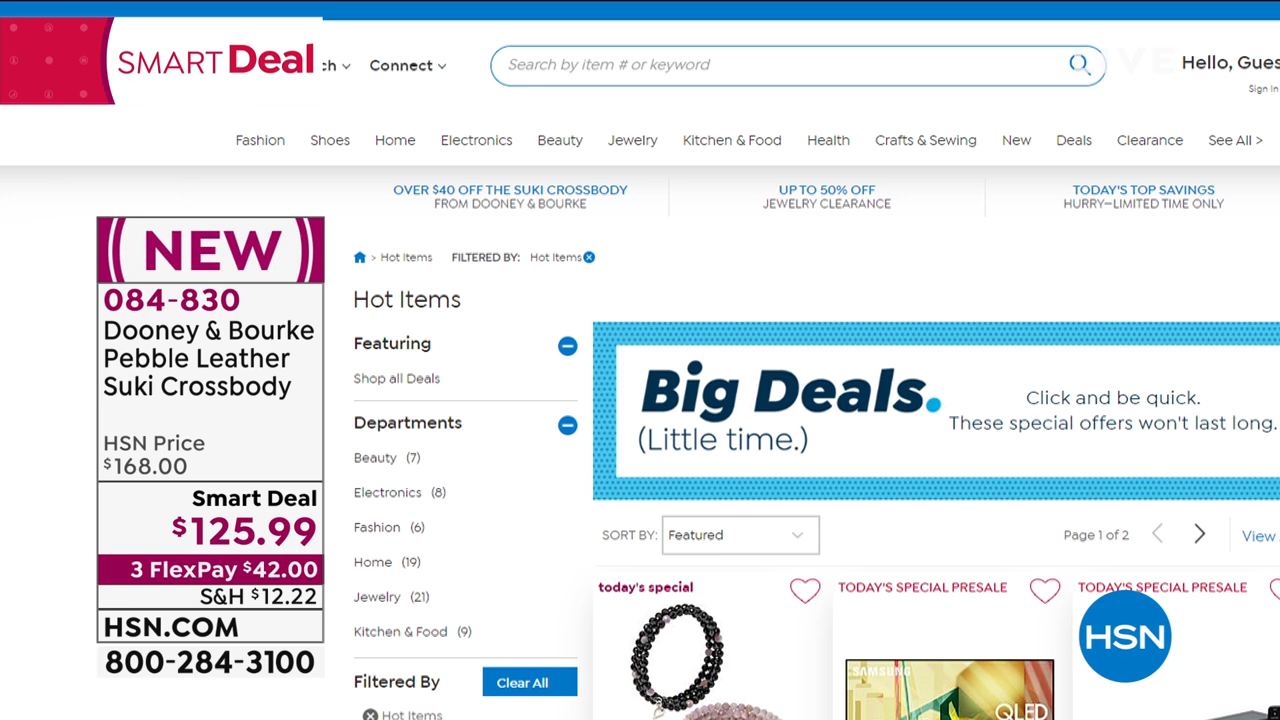 SMART Deal
Connect
Search by item # or keyword
LIVE
Hello, Gues
Sign In
Fashion Shoes Home Electronics Beauty Jewelry Kitchen & Food Health Crafts & Sewing New Deals Clearance See All >
OVER $40 OFF THE SUKI CROSSBODY
FROM DOONEY & BOURKE
UP TO 50% OFF
JEWELRY CLEARANCE
TODAY'S TOP SAVINGS
HURRY—LIMITED TIME ONLY
NEW
084-830
Dooney & Bourke
Pebble Leather
Suki Crossbody
HSN Price
$168.00
Smart Deal
$125.99
3 FlexPay $42.00
S&H $12.22
HSN.COM
800-284-3100
> Hot Items FILTERED BY: Hot Items
Hot Items
Featuring
Shop all Deals
Departments
Beauty (7)
Electronics (8)
Fashion (6)
Home (19)
Jewelry (21)
Kitchen & Food (9)
Filtered By
Clear All
Hot Items
Big Deals.
(Little time.)
Click and be quick.
These special offers won't last long.
SORT BY: Featured
Page 1 of 2
View
today's special
TODAY'S SPECIAL PRESALE
TODAY'S SPECIAL PRESALE
SAMSUNG
QLED
HSN